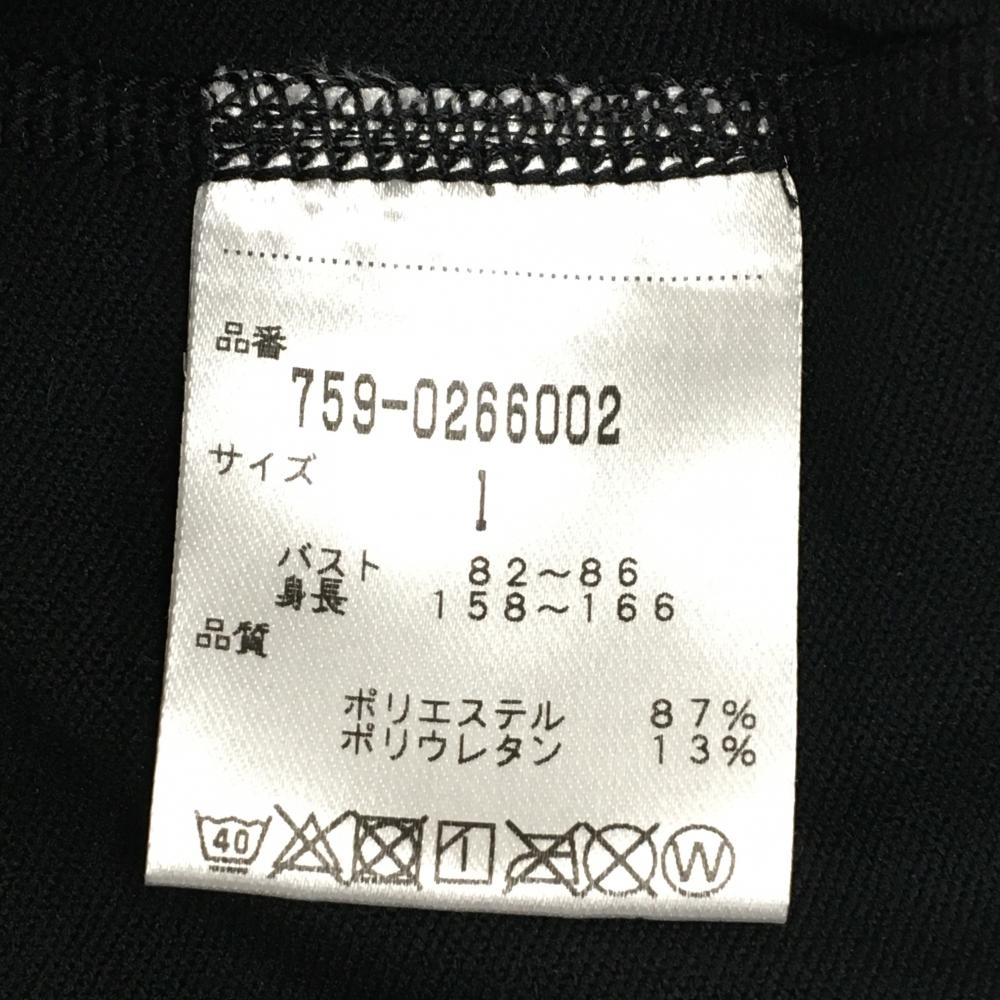 品番
759-0266002
サイズ
1
バスト 82～86
身長 158～166
品質
ポリエステル 87%
ポリウレタン 13%
40 W